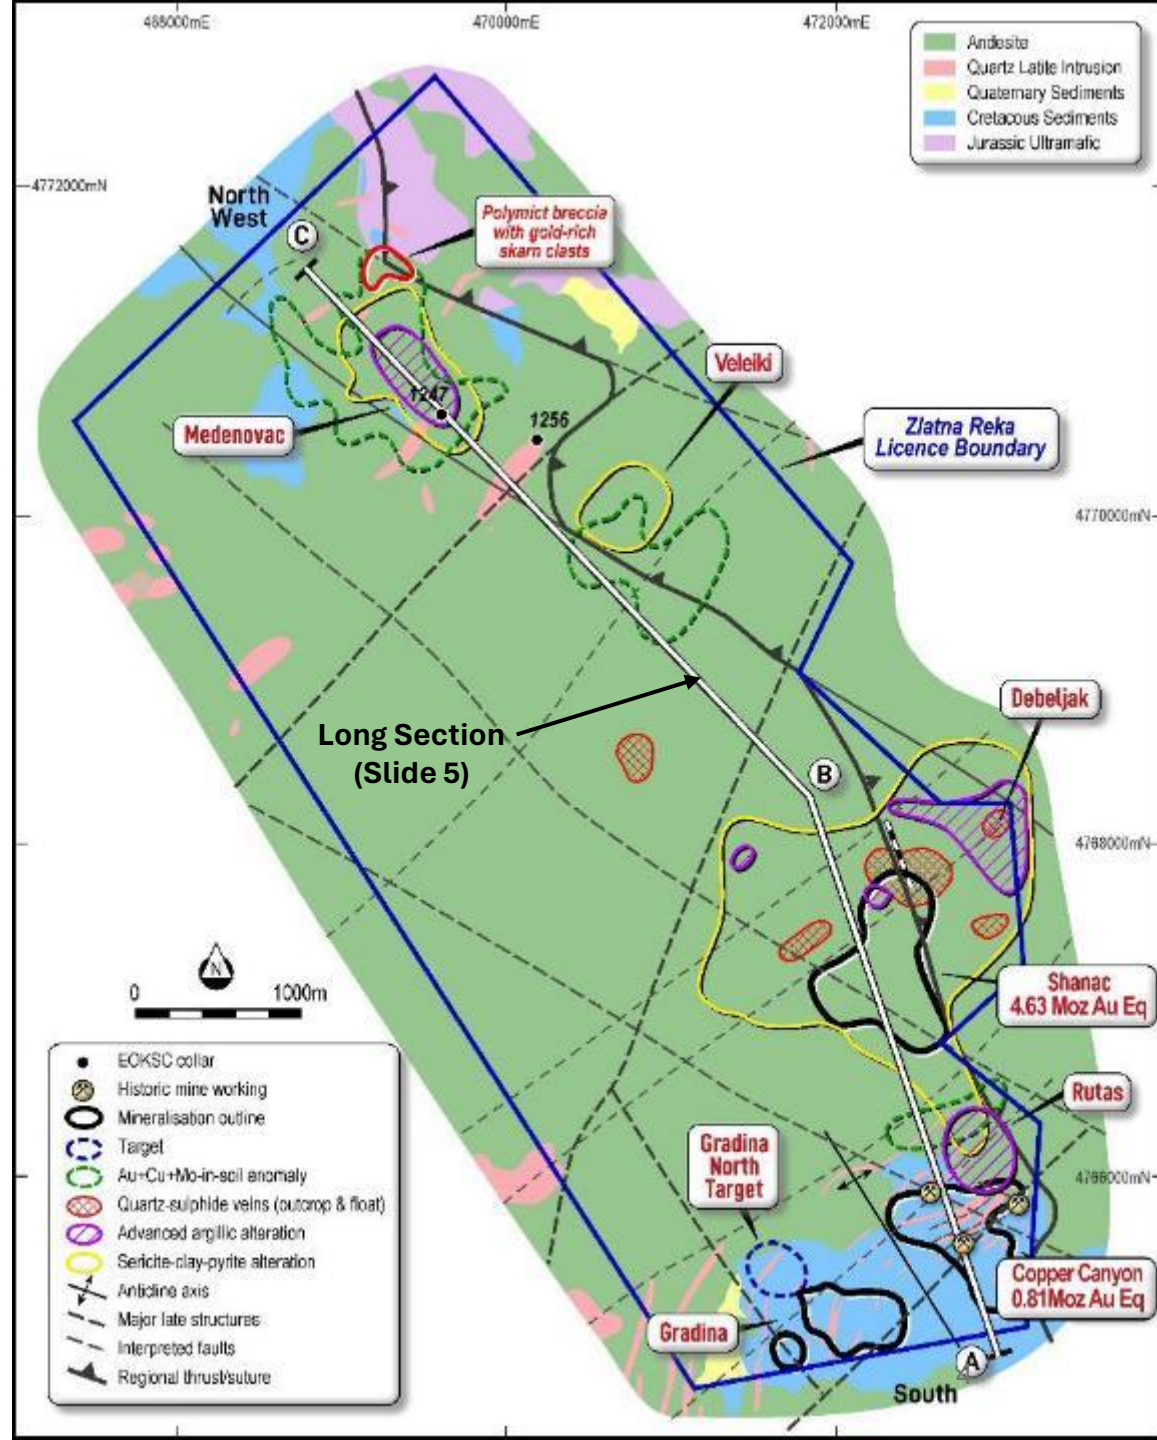 468000mE
470000mE
472000mE
Andesite
Quartz Latite Intrusion
Quaternary Sediments
Cretacous Sediments
Jurassic Ultramafic
4772000mN
North
West
C
Polymict breccia
with gold-rich
skarn clasts
Veleiki
1247
1256
Medenovac
Zlatna Reka
Licence Boundary
4770000mN
Debeljak
Long Section
(Slide 5)
B
4768000mN
N
0
1000m
Shanac
4.63 Moz Au Eq
EOKSC collar
Historic mine working
Mineralisation outline
Target
Au+Cu+Mo-in-soil anomaly
Quartz-sulphide veins (outcrop & float)
Advanced argillic alteration
Sericite-clay-pyrite alteration
Anticline axis
Major late structures
Interpreted faults
Regional thrust/suture
Rutas
Gradina
North
Target
4766000mN
Copper Canyon
0.81Moz Au Eq
Gradina
A
South